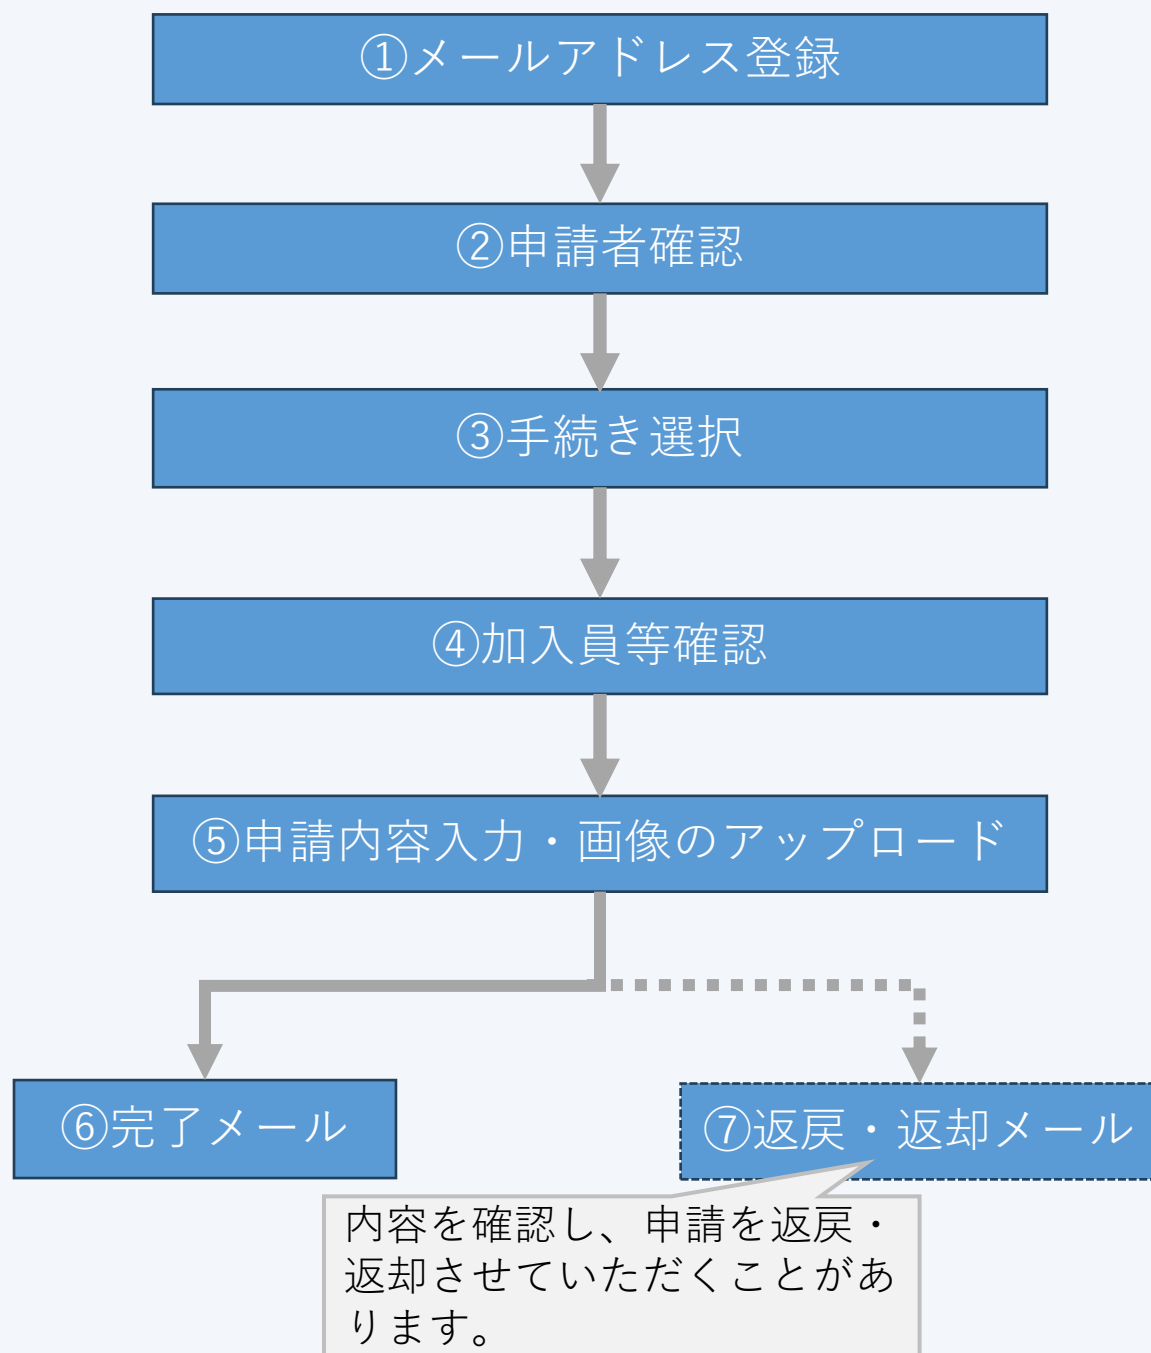 ①メールアドレス登録
②申請者確認
③手続き選択
④加入員等確認
⑤申請内容入力・画像のアップロード
⑥完了メール
⑦返戻・返却メール
内容を確認し、申請を返戻・
返却させていただくことがあ
ります。